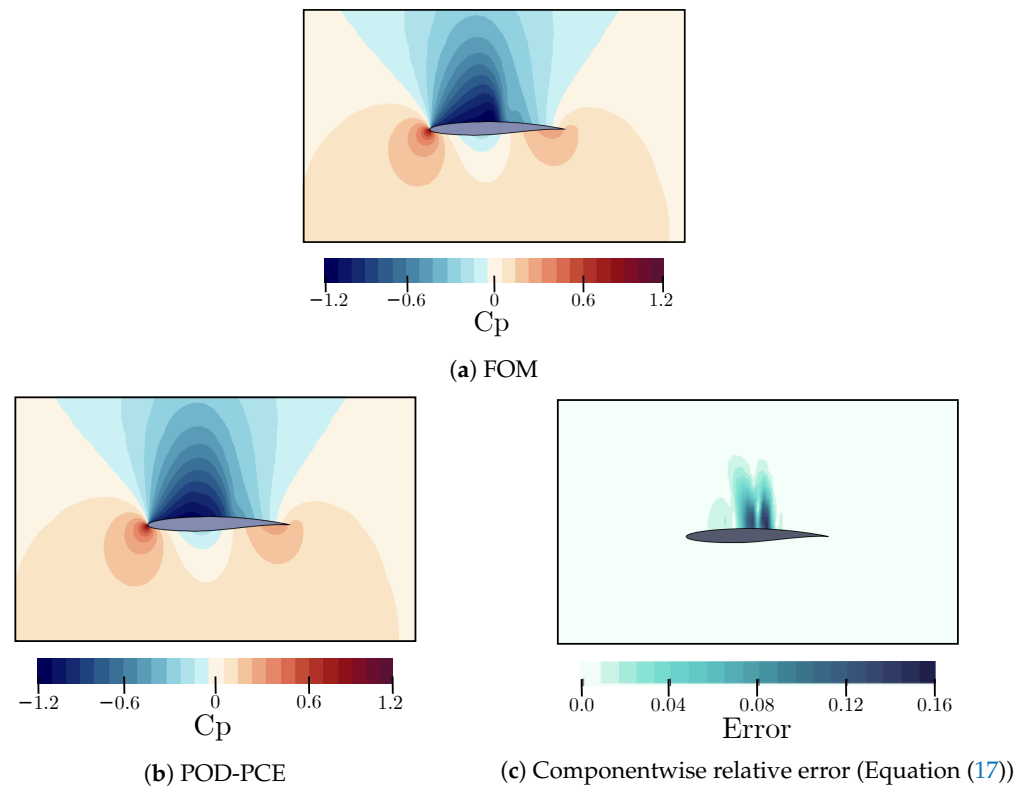 −1.2 −0.6 0 0.6 1.2
Cp
(a) FOM
−1.2 −0.6 0 0.6 1.2
Cp
(b) POD-PCE
0.0 0.04 0.08 0.12 0.16
Error
(c) Componentwise relative error (Equation (17))